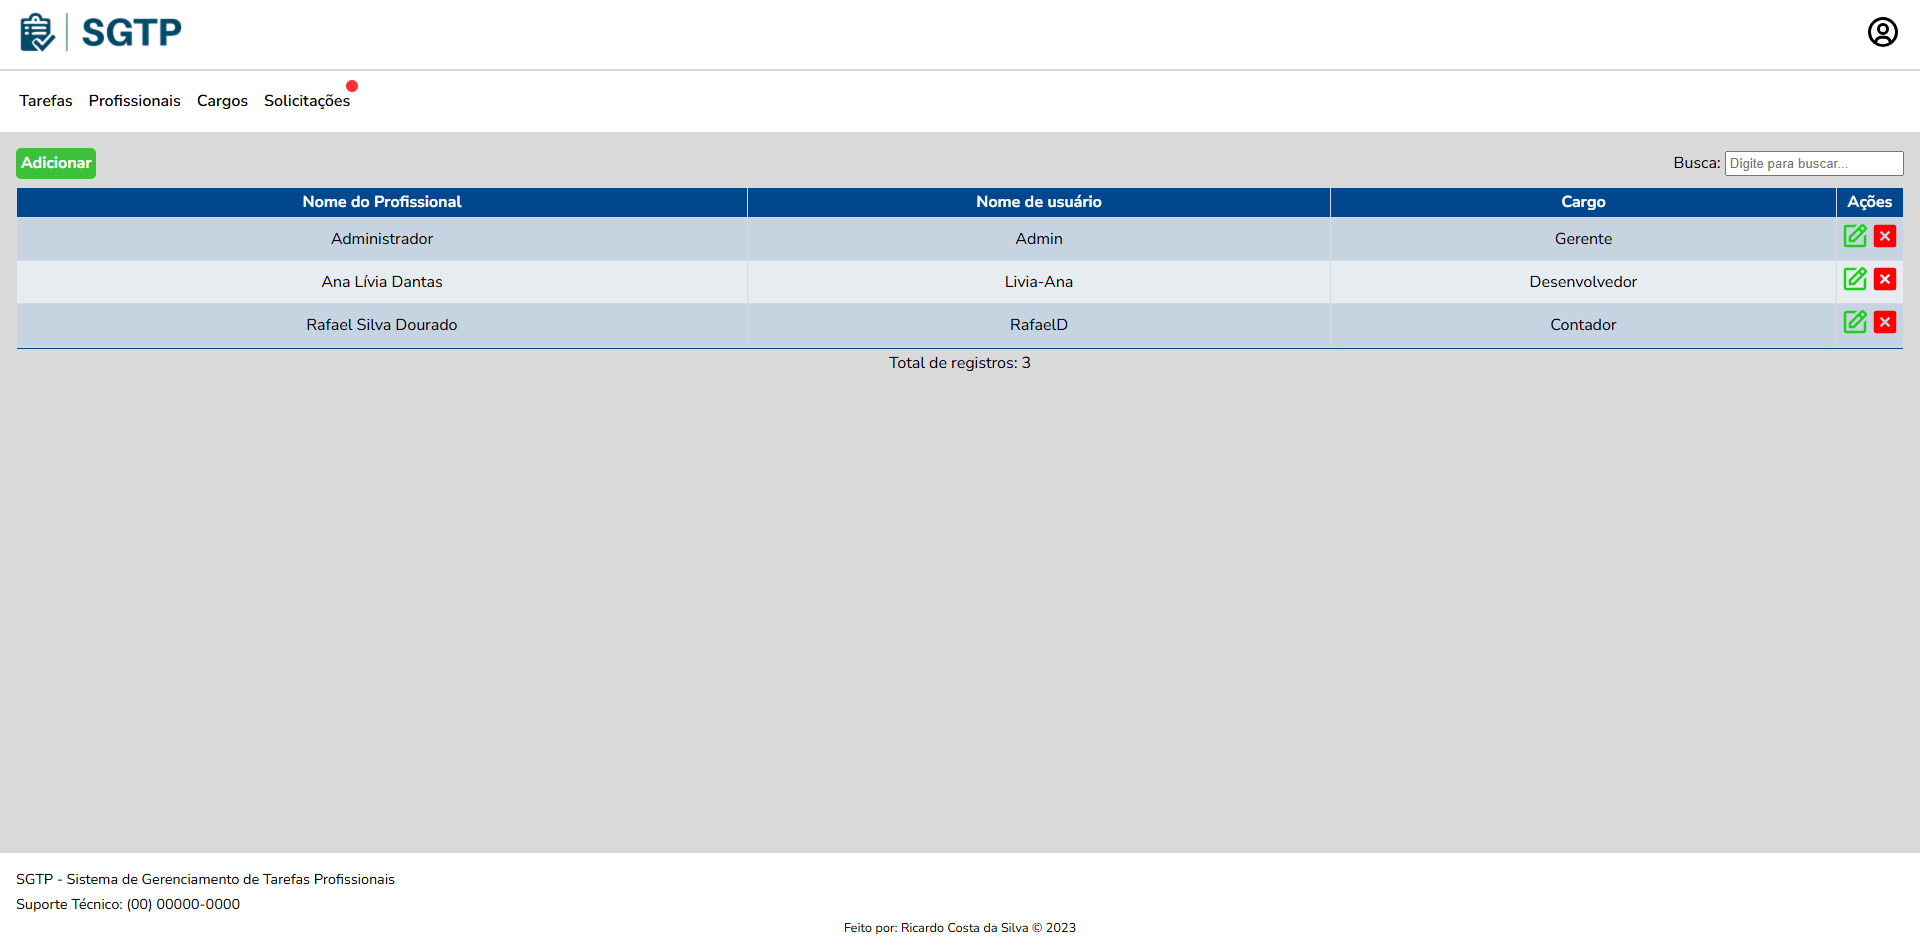 SGTP
Tarefas Profissionais Cargos Solicitações
Adicionar Busca: Digite para buscar...
Nome do Profissional Nome de usuário Cargo Ações
Administrador Admin Gerente
Ana Lívia Dantas Livia-Ana Desenvolvedor
Rafael Silva Dourado RafaelD Contador
Total de registros: 3
SGTP - Sistema de Gerenciamento de Tarefas Profissionais
Suporte Técnico: (00) 00000-0000
Feito por: Ricardo Costa da Silva © 2023